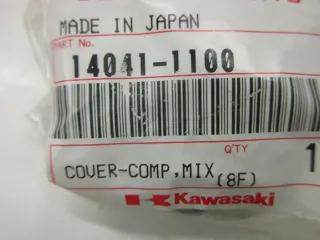 MADE IN JAPAN
PART No.
14041-1100
Q'TY
1
COVER-COMP,MIX
(8F)
Kawasaki